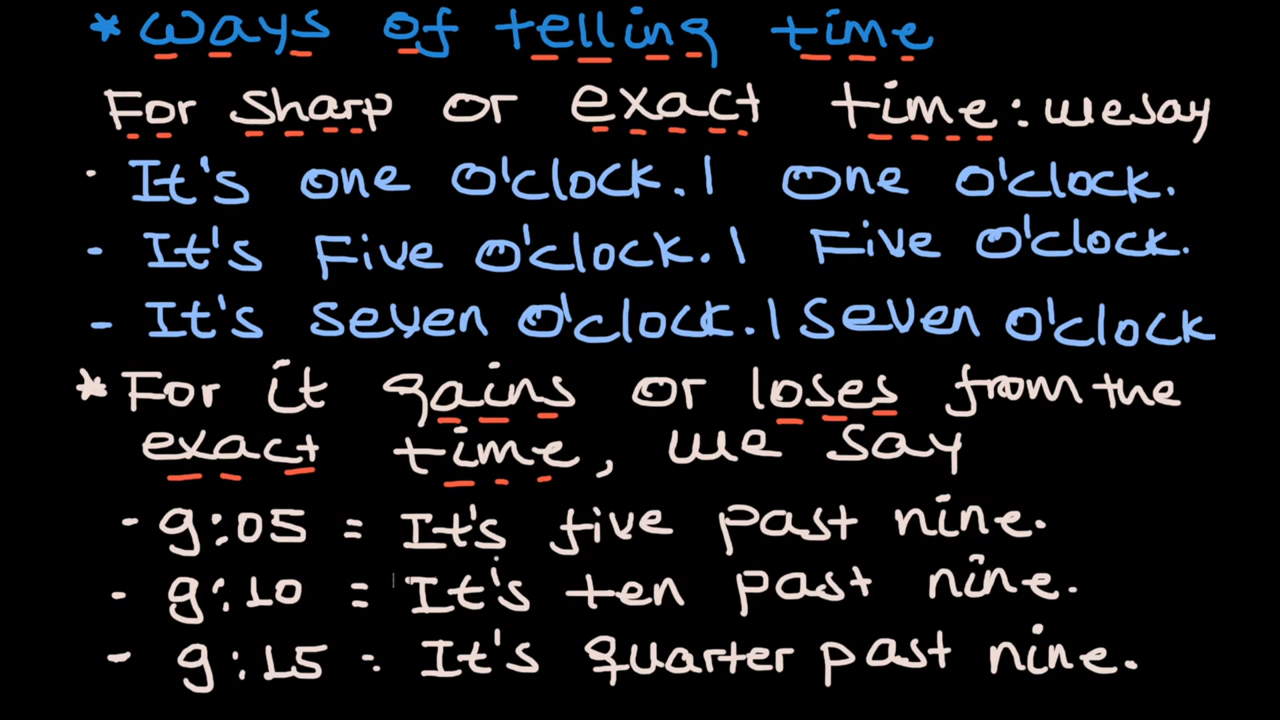 * Ways of telling time
For sharp or exact time: we say
· It's one o'clock. | One o'clock.
- It's Five o'clock. | Five o'clock.
- It's seven o'clock. | seven o'clock
* For it gains or loses from the
exact time, we say
- 9:05 = It's five past nine.
- 9:10 = It's ten past nine.
- 9:15 = It's quarter past nine.